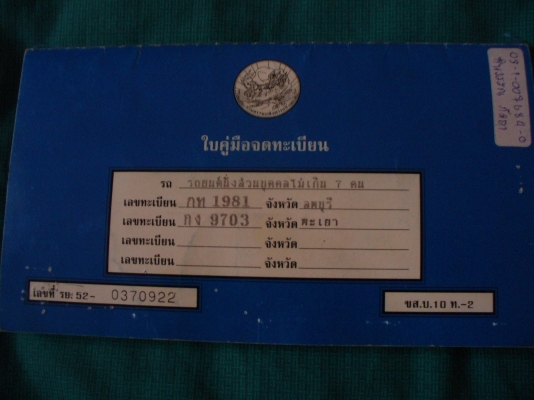 ใบคู่มือจดทะเบียน
รถ รถยนต์นั่งส่วนบุคคลไม่เกิน 7 คน
เลขทะเบียน กท 1981 จังหวัด ลพบุรี
เลขทะเบียน กง 9703 จังหวัด พะเยา
เลขทะเบียน จังหวัด
เลขทะเบียน จังหวัด
เลขที่ รย. 52- 0370922
ขส.บ.10 ท.-2